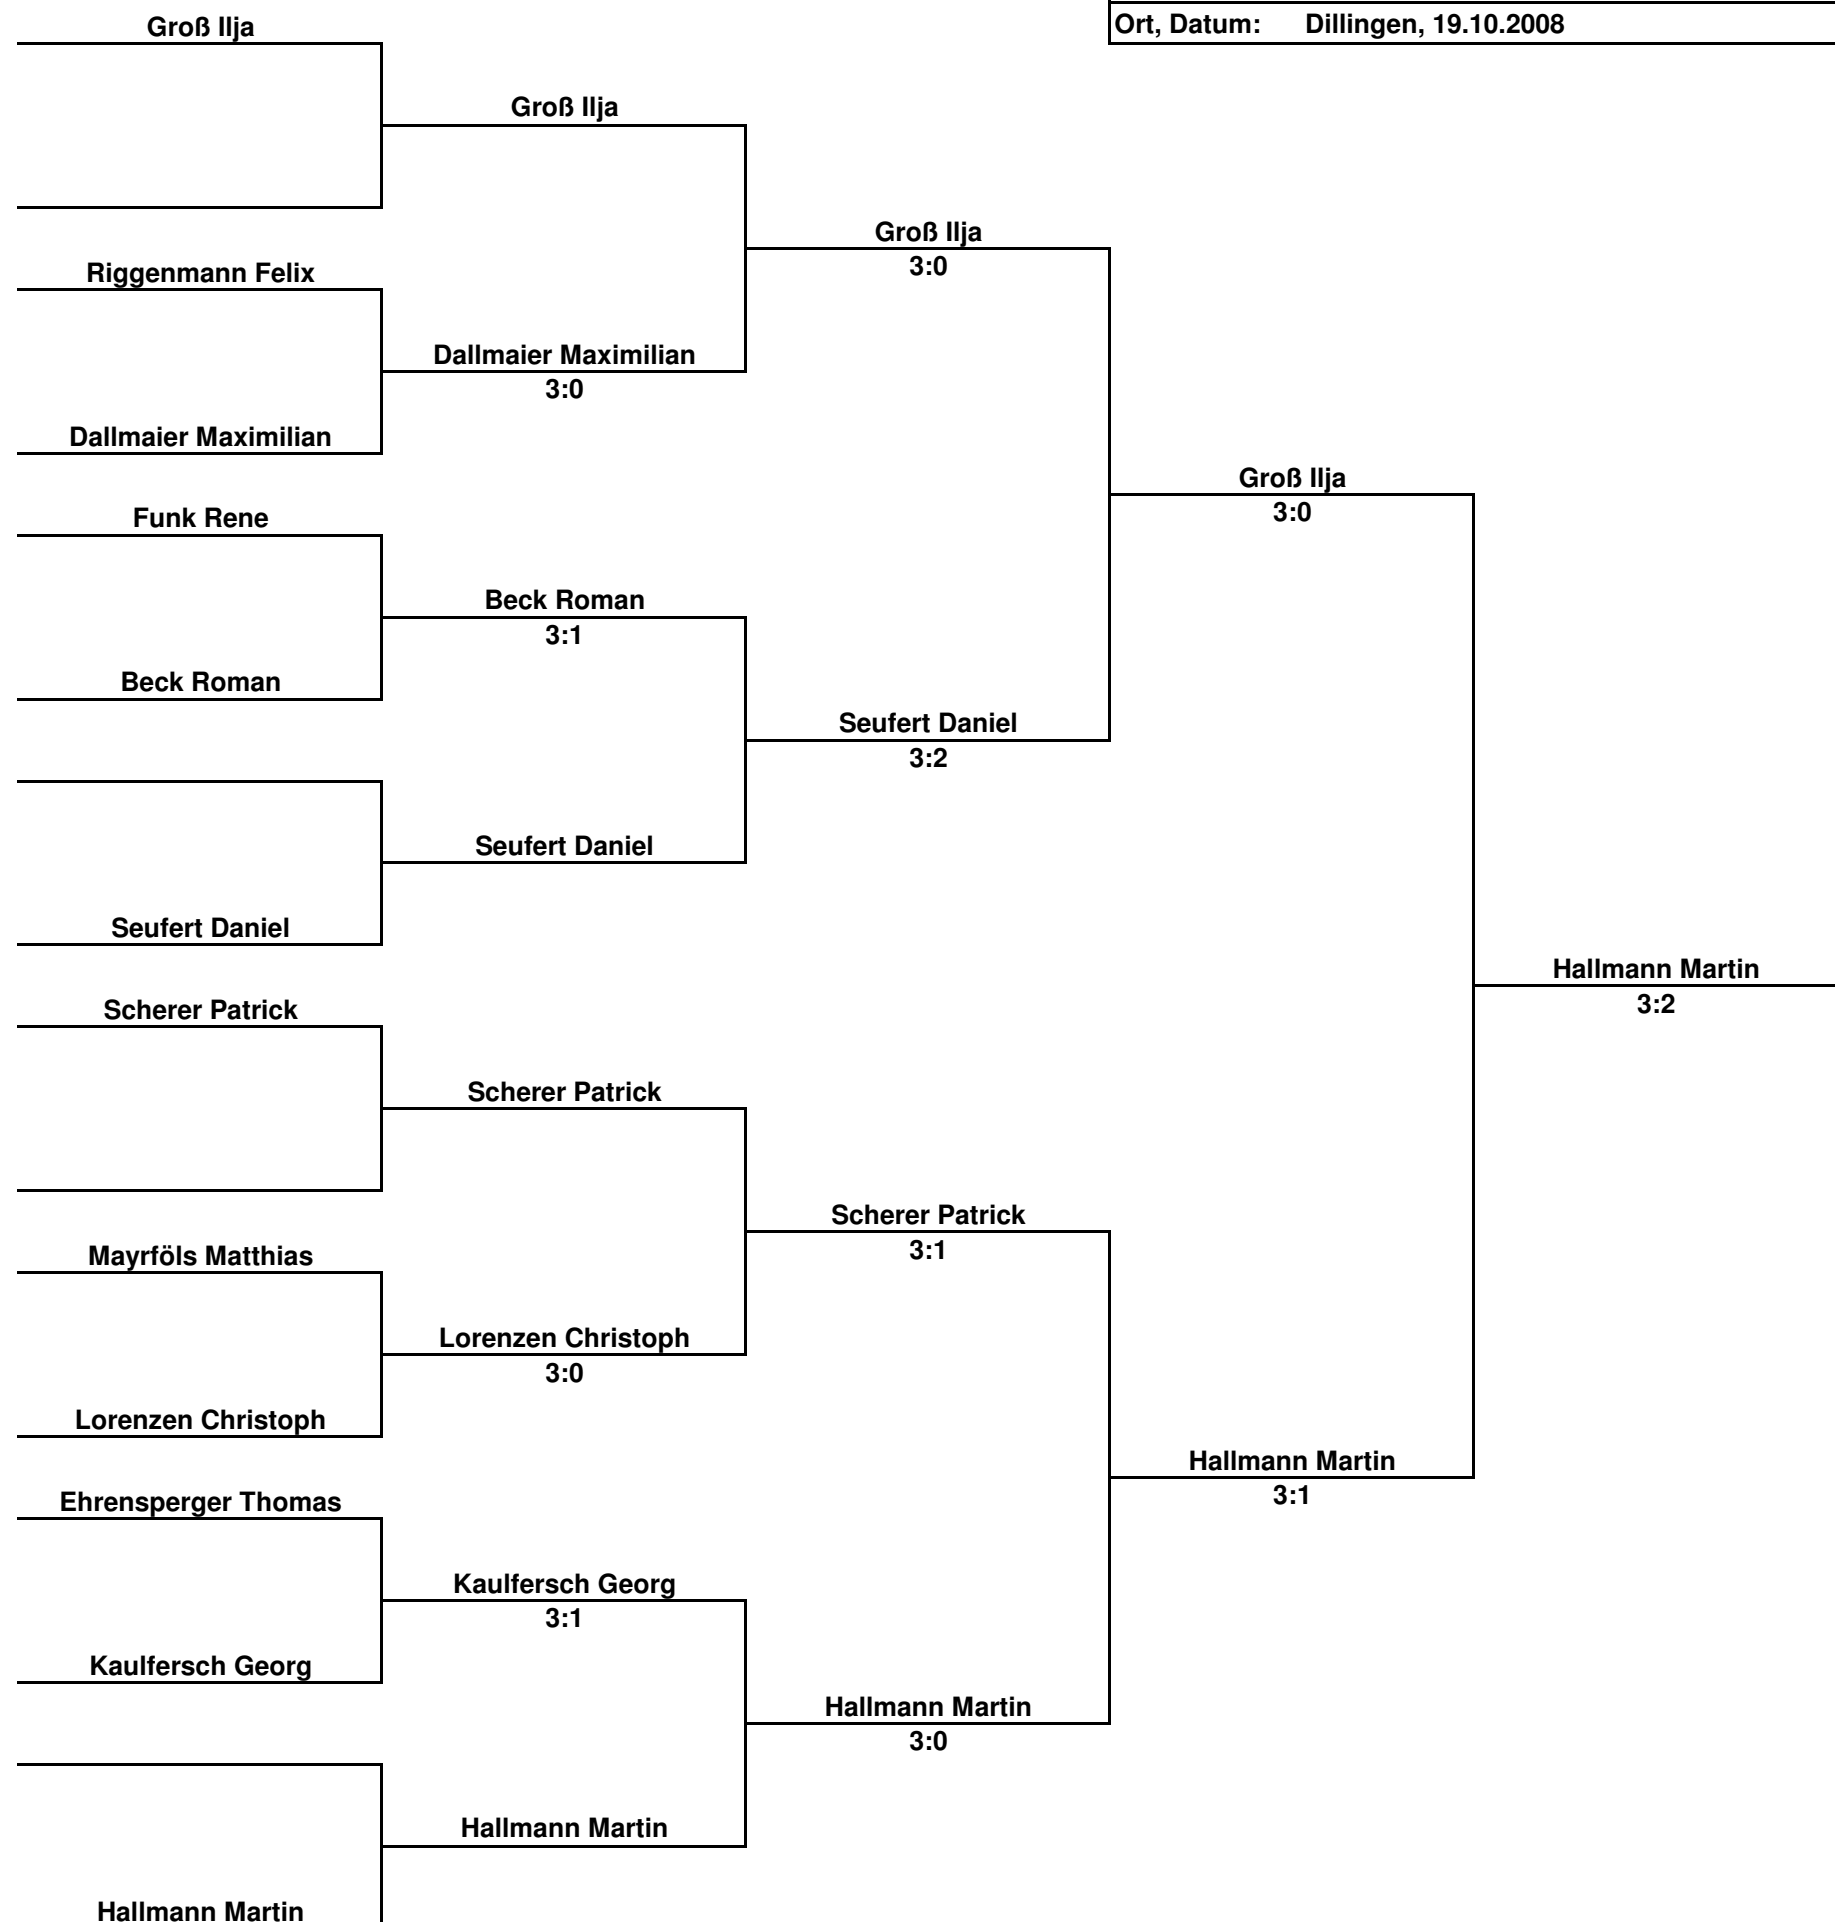 Groß Ilja
Ort, Datum: Dillingen, 19.10.2008
Groß Ilja
Groß Ilja
3:0
Riggenmann Felix
Dallmaier Maximilian
3:0
Dallmaier Maximilian
Groß Ilja
3:0
Funk Rene
Beck Roman
3:1
Beck Roman
Seufert Daniel
3:2
Seufert Daniel
Seufert Daniel
Hallmann Martin
3:2
Scherer Patrick
Scherer Patrick
Scherer Patrick
3:1
Mayrföls Matthias
Lorenzen Christoph
3:0
Lorenzen Christoph
Hallmann Martin
3:1
Ehrensperger Thomas
Kaulfersch Georg
3:1
Kaulfersch Georg
Hallmann Martin
3:0
Hallmann Martin
Hallmann Martin